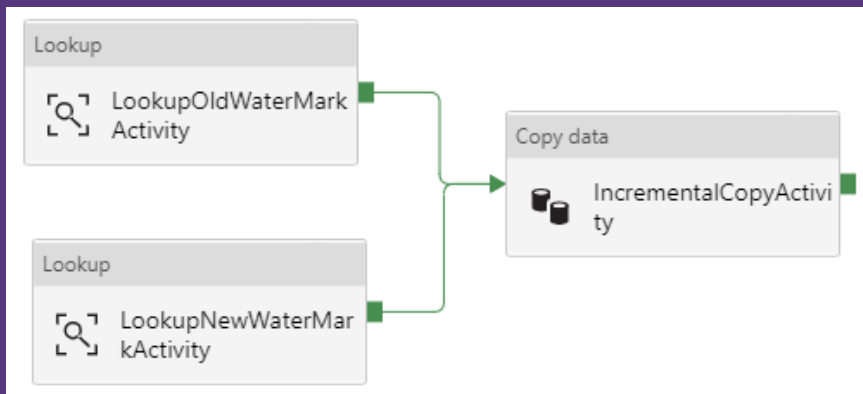 Lookup
LookupOldWaterMark
Activity
Copy data
IncrementalCopyActivi
ty
Lookup
LookupNewWaterMar
kActivity